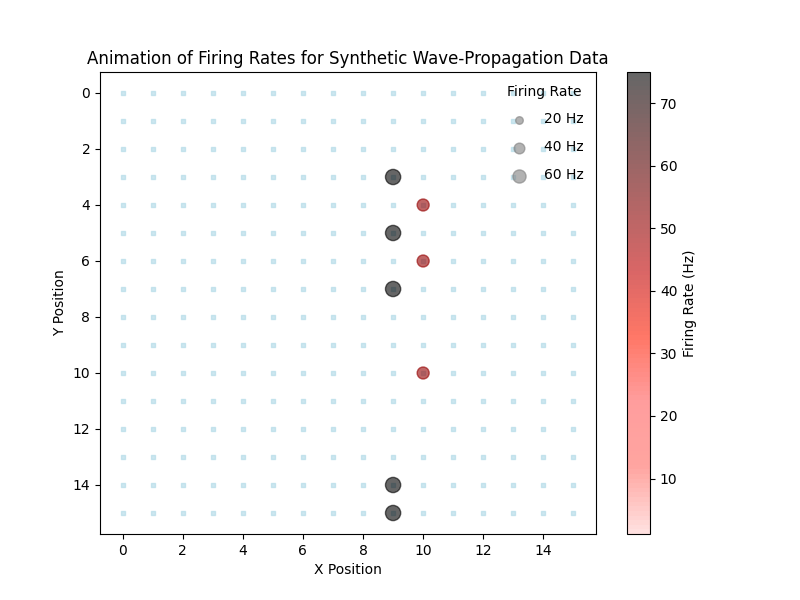 Animation of Firing Rates for Synthetic Wave-Propagation Data
Firing Rate
20 Hz
40 Hz
60 Hz
0
2
4
6
8
10
12
14
Y Position
0 2 4 6 8 10 12 14
X Position
70
60
50
40
30
20
10
Firing Rate (Hz)